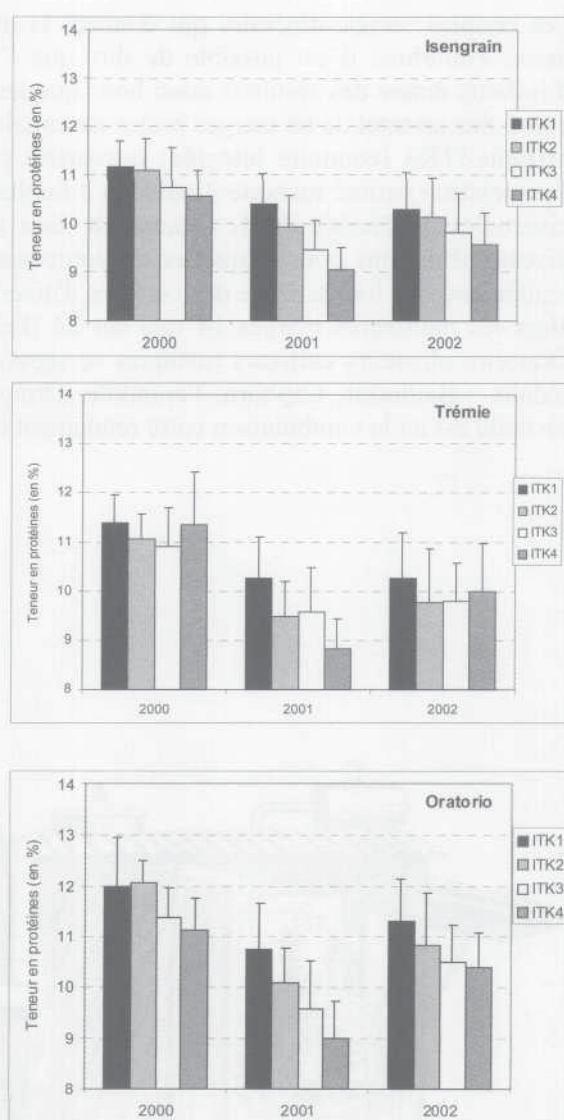 Isengrain
Teneur en protéines (en %)
14
13
12
11
10
9
8
2000
2001
2002
ITK1
ITK2
ITK3
ITK4
Trémie
Teneur en protéines (en %)
14
13
12
11
10
9
8
2000
2001
2002
ITK1
ITK2
ITK3
ITK4
Oratorio
Teneur en protéines (en %)
14
13
12
11
10
9
8
2000
2001
2002
ITK1
ITK2
ITK3
ITK4